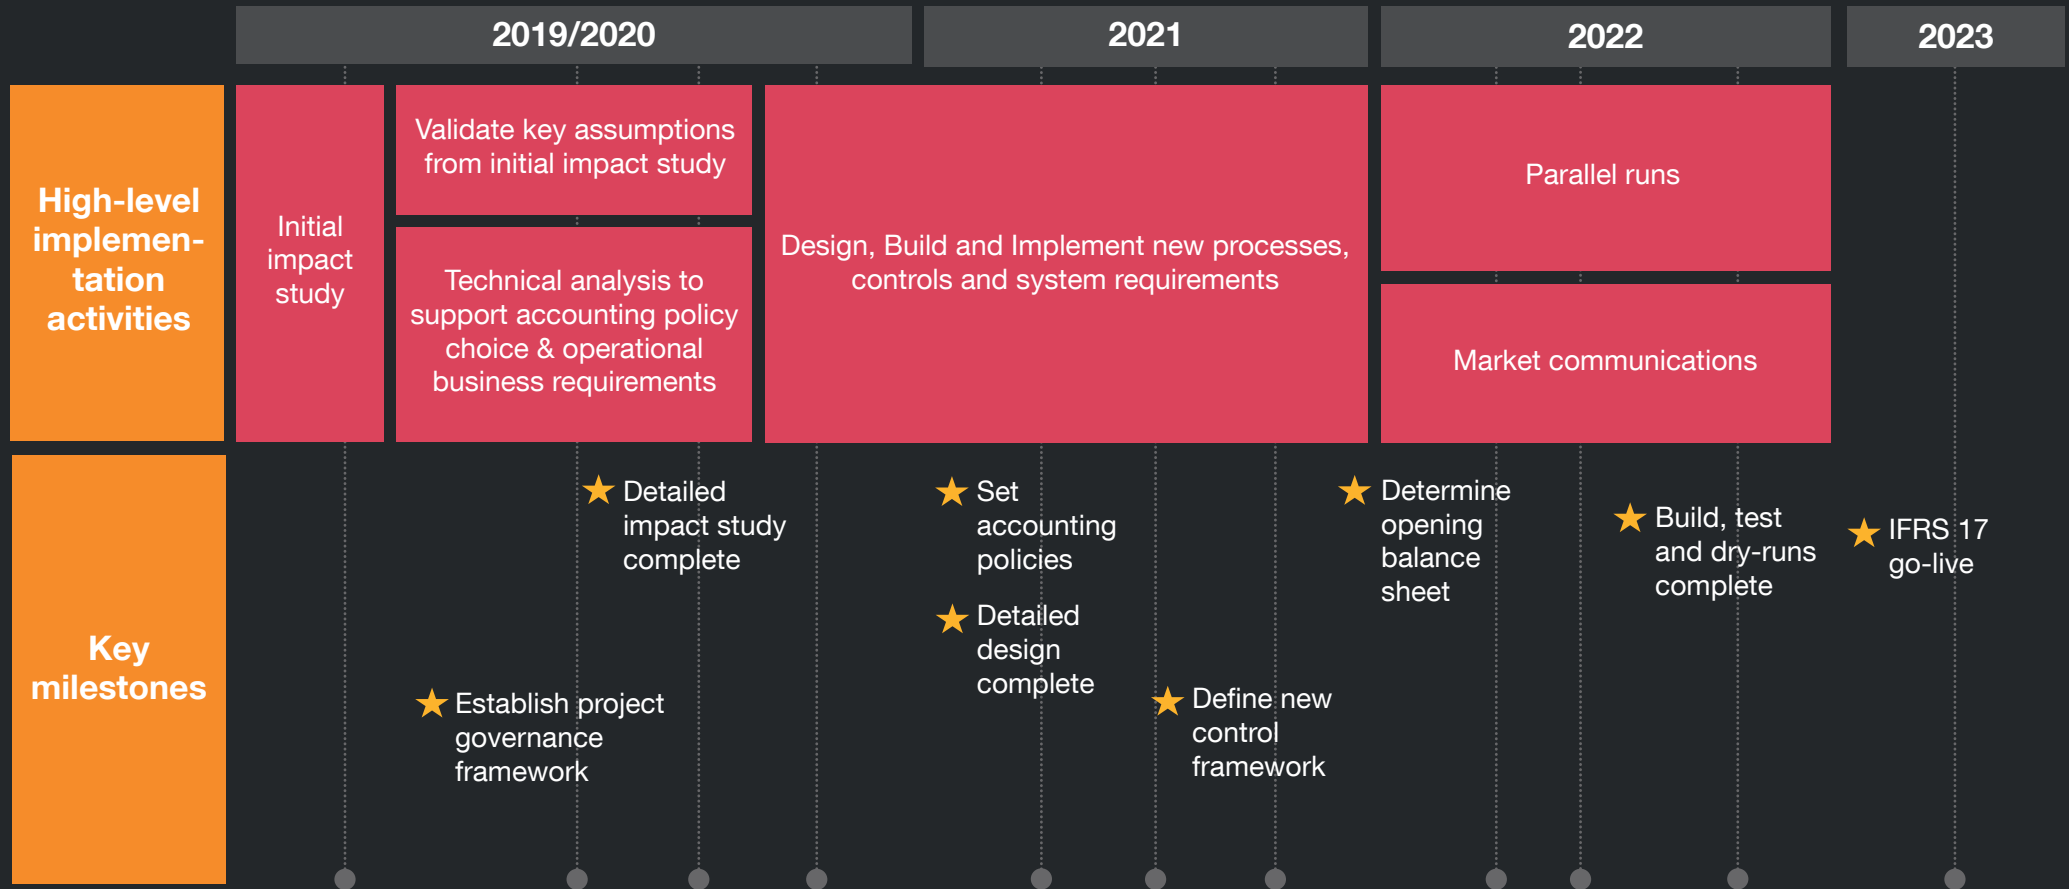 2019/2020
2021
2022
2023
High-level
implemen-
tation
activities
Initial
impact
study
Validate key assumptions
from initial impact study
Technical analysis to
support accounting policy
choice & operational
business requirements
Design, Build and Implement new processes,
controls and system requirements
Parallel runs
Market communications
Key
milestones
Establish project
governance
framework
Detailed
impact study
complete
Set
accounting
policies
Detailed
design
complete
Define new
control
framework
Determine
opening
balance
sheet
Build, test
and dry-runs
complete
IFRS 17
go-live